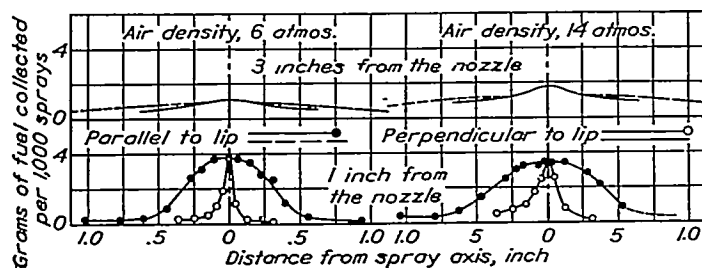 Air density, 6 atmos. Air density, 14 atmos.
.4
3 inches from the nozzle
0
Parallel to lip Perpendicular to lip
.4
1 inch from
the nozzle
.0
1.0 .5 0 .5 1.0 .5 0 .5 1.0
Distance from spray axis, inch
Grams of fuel collected
per 1,000 sprays